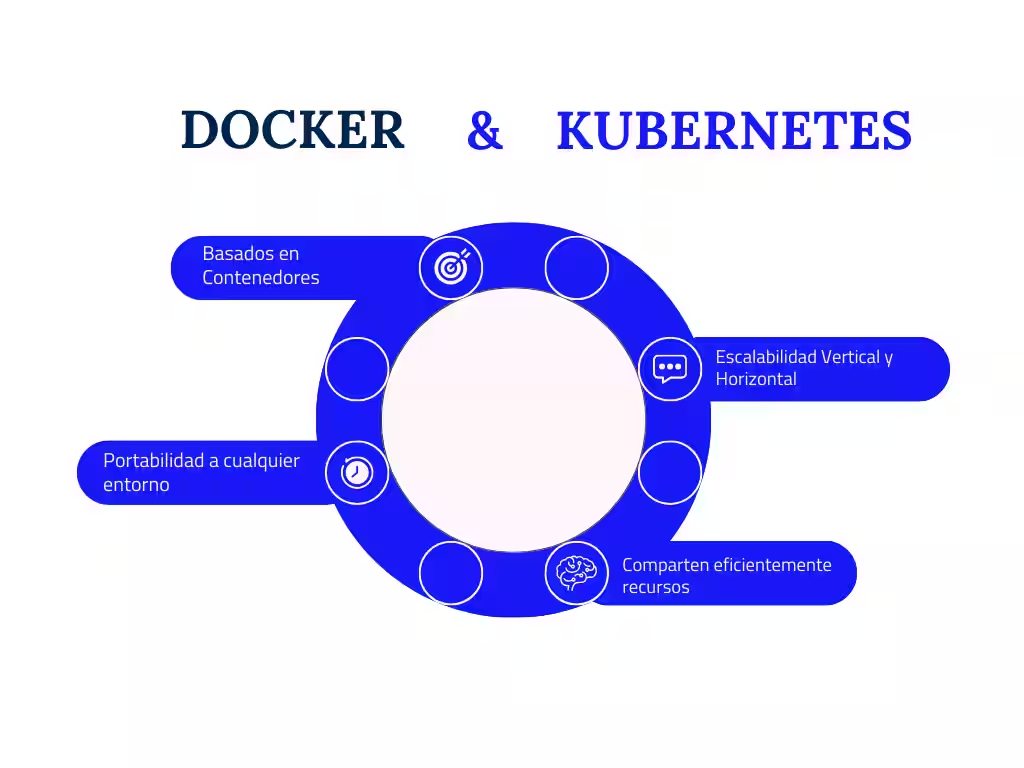 DOCKER & KUBERNETES
Basados en
Contenedores
Escalabilidad Vertical y
Horizontal
Portabilidad a cualquier
entorno
Comparten eficientemente
recursos